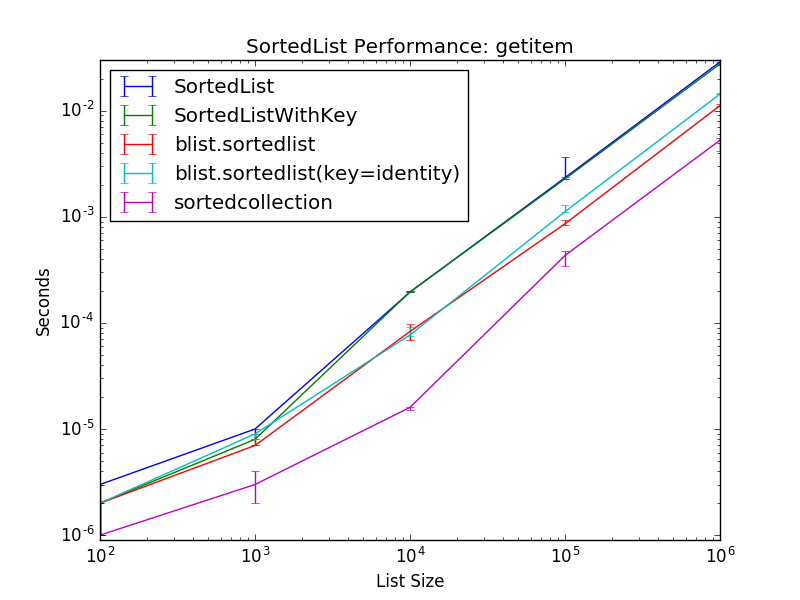 SortedList Performance: getitem
SortedList
SortedListWithKey
blist.sortedlist
blist.sortedlist(key=identity)
sortedcollection
Seconds
10^-2
10^-3
10^-4
10^-5
10^-6
10^2 10^3 10^4 10^5 10^6
List Size